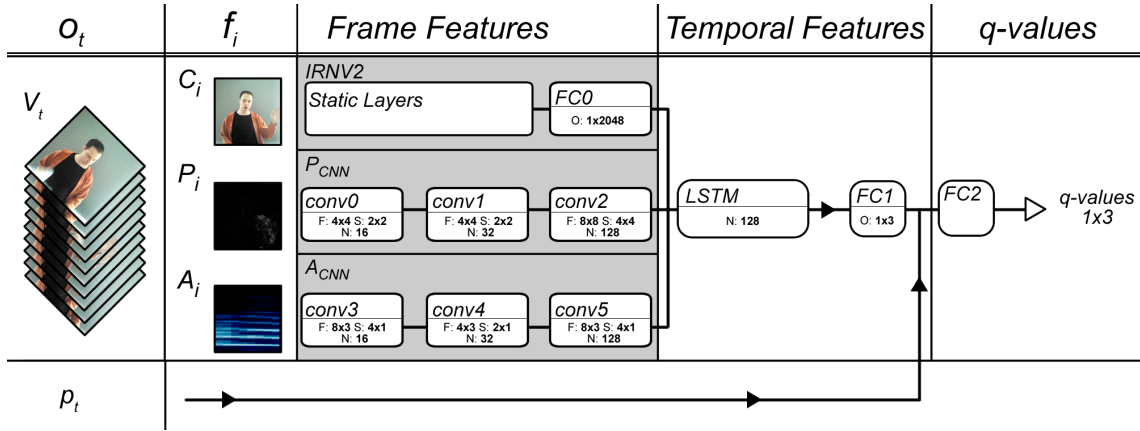 o_t
f_i
Frame Features
Temporal Features
q-values
V_t
C_i
IRNV2
Static Layers
FC0
O: 1x2048
P_i
P_CNN
conv0
F: 4x4 S: 2x2
N: 16
conv1
F: 4x4 S: 2x2
N: 32
conv2
F: 8x8 S: 4x4
N: 128
LSTM
N: 128
FC1
O: 1x3
FC2
q-values
1x3
A_i
A_CNN
conv3
F: 8x3 S: 4x1
N: 16
conv4
F: 4x3 S: 2x1
N: 32
conv5
F: 8x3 S: 4x1
N: 128
p_t